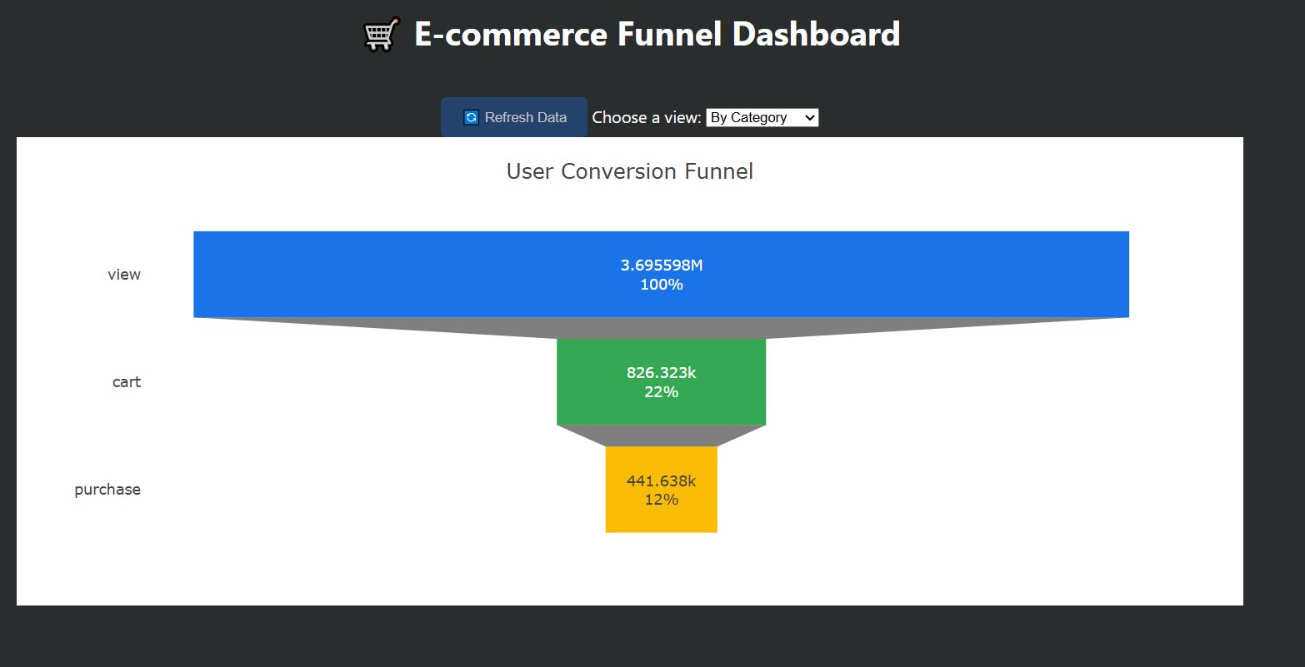 E-commerce Funnel Dashboard
Refresh Data
Choose a view: By Category
User Conversion Funnel
view
3.695598M
100%
cart
826.323k
22%
purchase
441.638k
12%